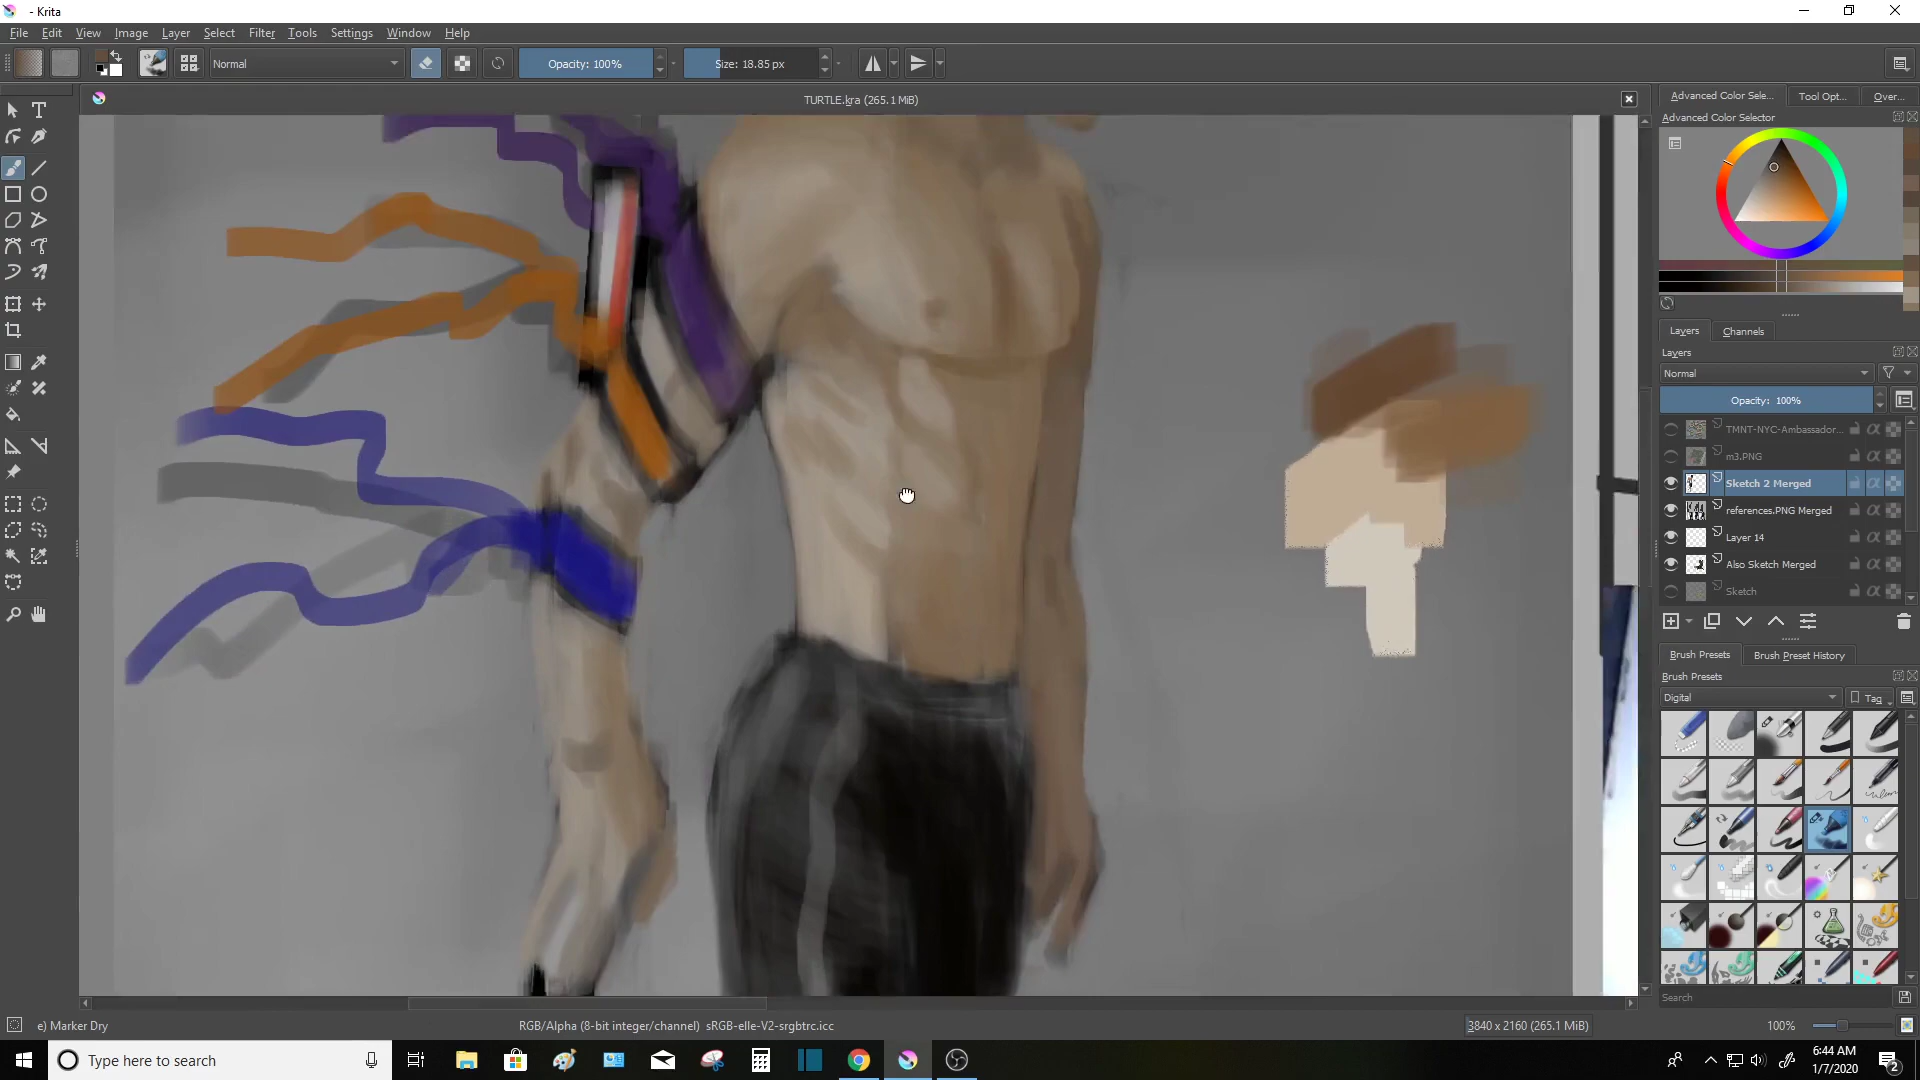 - Krita
File Edit View Image Layer Select Filter Tools Settings Window Help
Normal Opacity: 100% Size: 18.85 px
TURTLE.kra (265.1 MiB)
Advanced Color Sele... Tool Opt... Over...
Advanced Color Selector
Layers Channels
Layers
Normal
Opacity: 100%
TMNT-NYC-Ambassador...
m3.PNG
Sketch 2 Merged
references.PNG Merged
Layer 14
Also Sketch Merged
Sketch
Brush Presets Brush Preset History
Brush Presets
Digital Tag
Search
e) Marker Dry RGB/Alpha (8-bit integer/channel) sRGB-elle-V2-srgbtrc.icc 3840 x 2160 (265.1 MiB) 100%
Type here to search
6:44 AM
1/7/2020
2